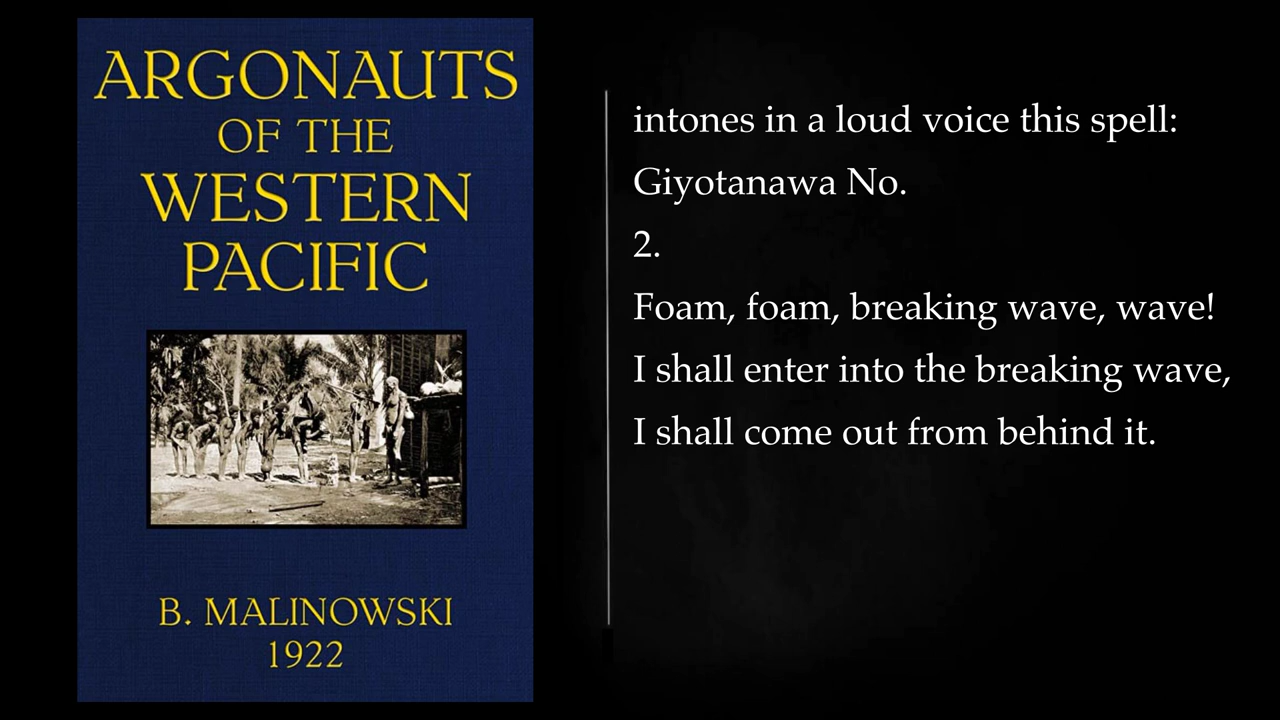 ARGONAUTS
OF THE
WESTERN
PACIFIC
B. MALINOWSKI
1922
intones in a loud voice this spell:
Giyotanawa No.
2.
Foam, foam, breaking wave, wave!
I shall enter into the breaking wave,
I shall come out from behind it.